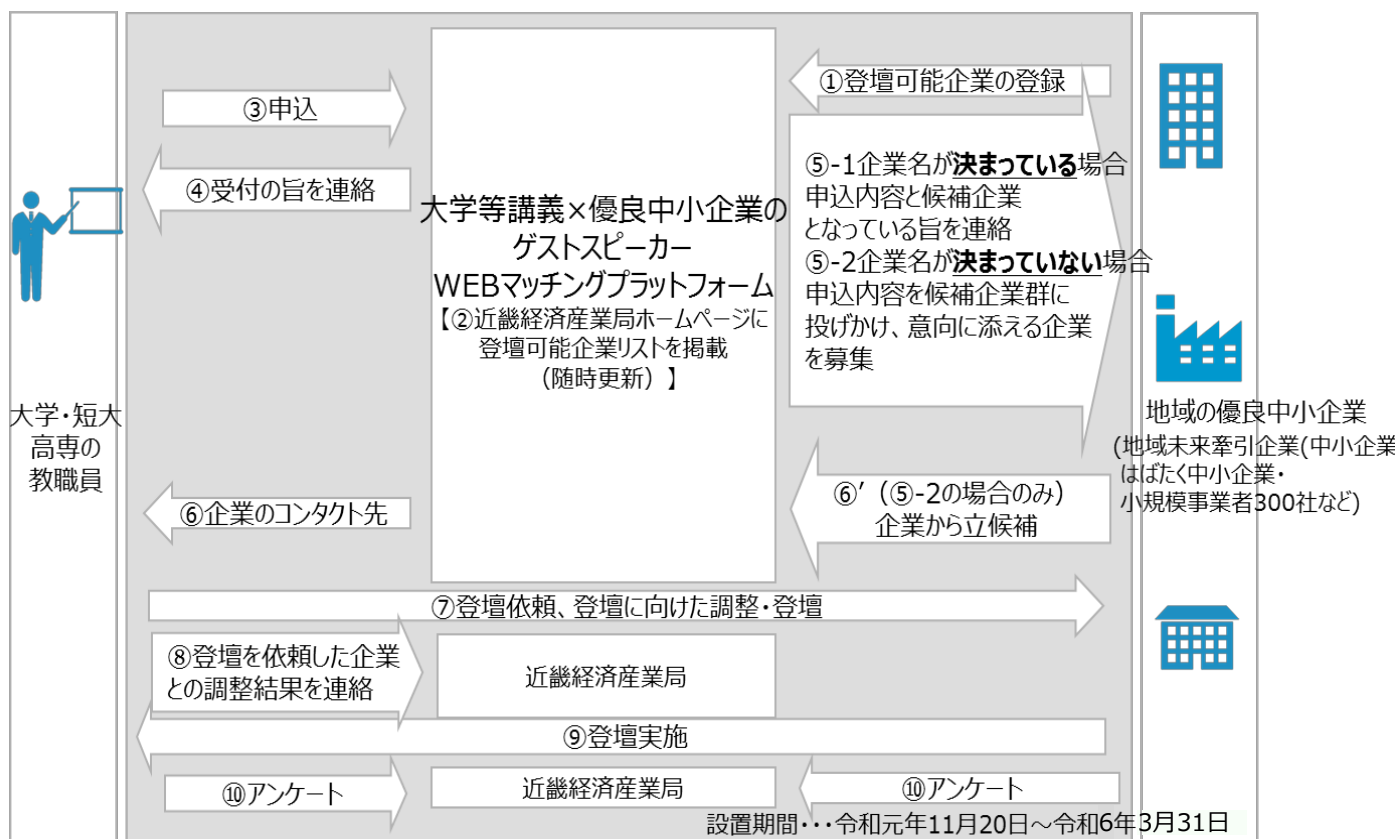 ①登壇可能企業の登録
③申込
④受付の旨を連絡
大学等講義×優良中小企業の
ゲストスピーカー
WEBマッチングプラットフォーム
【②近畿経済産業局ホームページに
登壇可能企業リストを掲載
（随時更新）】
⑤-1企業名が決まっている場合
申込内容と候補企業
となっている旨を連絡
⑤-2企業名が決まっていない場合
申込内容を候補企業群に
投げかけ、意向に添える企業
を募集
大学・短大
高専の
教職員
地域の優良中小企業
(地域未来牽引企業(中小企業
はばたく中小企業・
小規模事業者300社など)
⑥企業のコンタクト先
⑥′（⑤-2の場合のみ）
企業から立候補
⑦登壇依頼、登壇に向けた調整・登壇
⑧登壇を依頼した企業
との調整結果を連絡
近畿経済産業局
⑨登壇実施
⑩アンケート
近畿経済産業局
⑩アンケート
設置期間・・・令和元年11月20日～令和6年3月31日